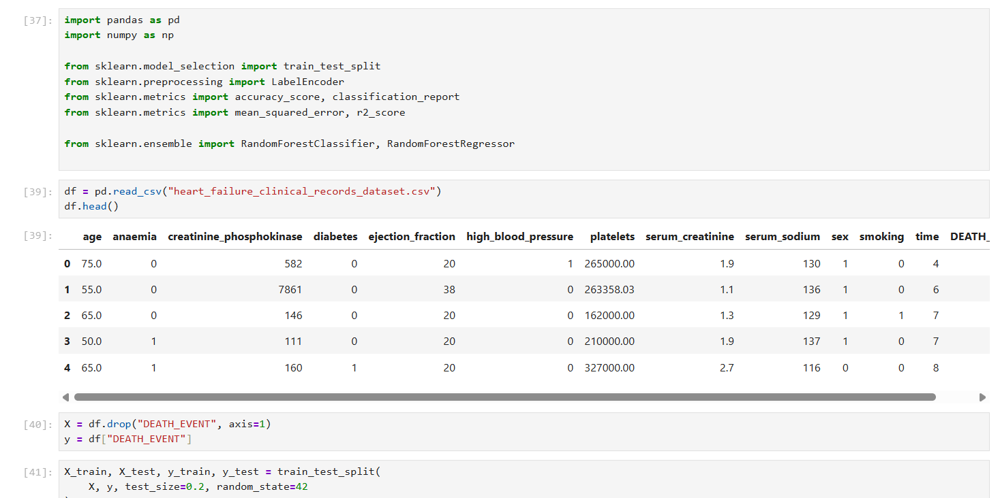 [37]: import pandas as pd
import numpy as np
from sklearn.model_selection import train_test_split
from sklearn.preprocessing import LabelEncoder
from sklearn.metrics import accuracy_score, classification_report
from sklearn.metrics import mean_squared_error, r2_score
from sklearn.ensemble import RandomForestClassifier, RandomForestRegressor
[39]: df = pd.read_csv("heart_failure_clinical_records_dataset.csv")
df.head()
[39]: age anaemia creatinine_phosphokinase diabetes ejection_fraction high_blood_pressure platelets serum_creatinine serum_sodium sex smoking time DEATH_
0 75.0 0 582 0 20 1 265000.00 1.9 130 1 0 4
1 55.0 0 7861 0 38 0 263358.03 1.1 136 1 0 6
2 65.0 0 146 0 20 0 162000.00 1.3 129 1 1 7
3 50.0 1 111 0 20 0 210000.00 1.9 137 1 0 7
4 65.0 1 160 1 20 0 327000.00 2.7 116 0 0 8
[40]: X = df.drop("DEATH_EVENT", axis=1)
y = df["DEATH_EVENT"]
[41]: X_train, X_test, y_train, y_test = train_test_split(
X, y, test_size=0.2, random_state=42